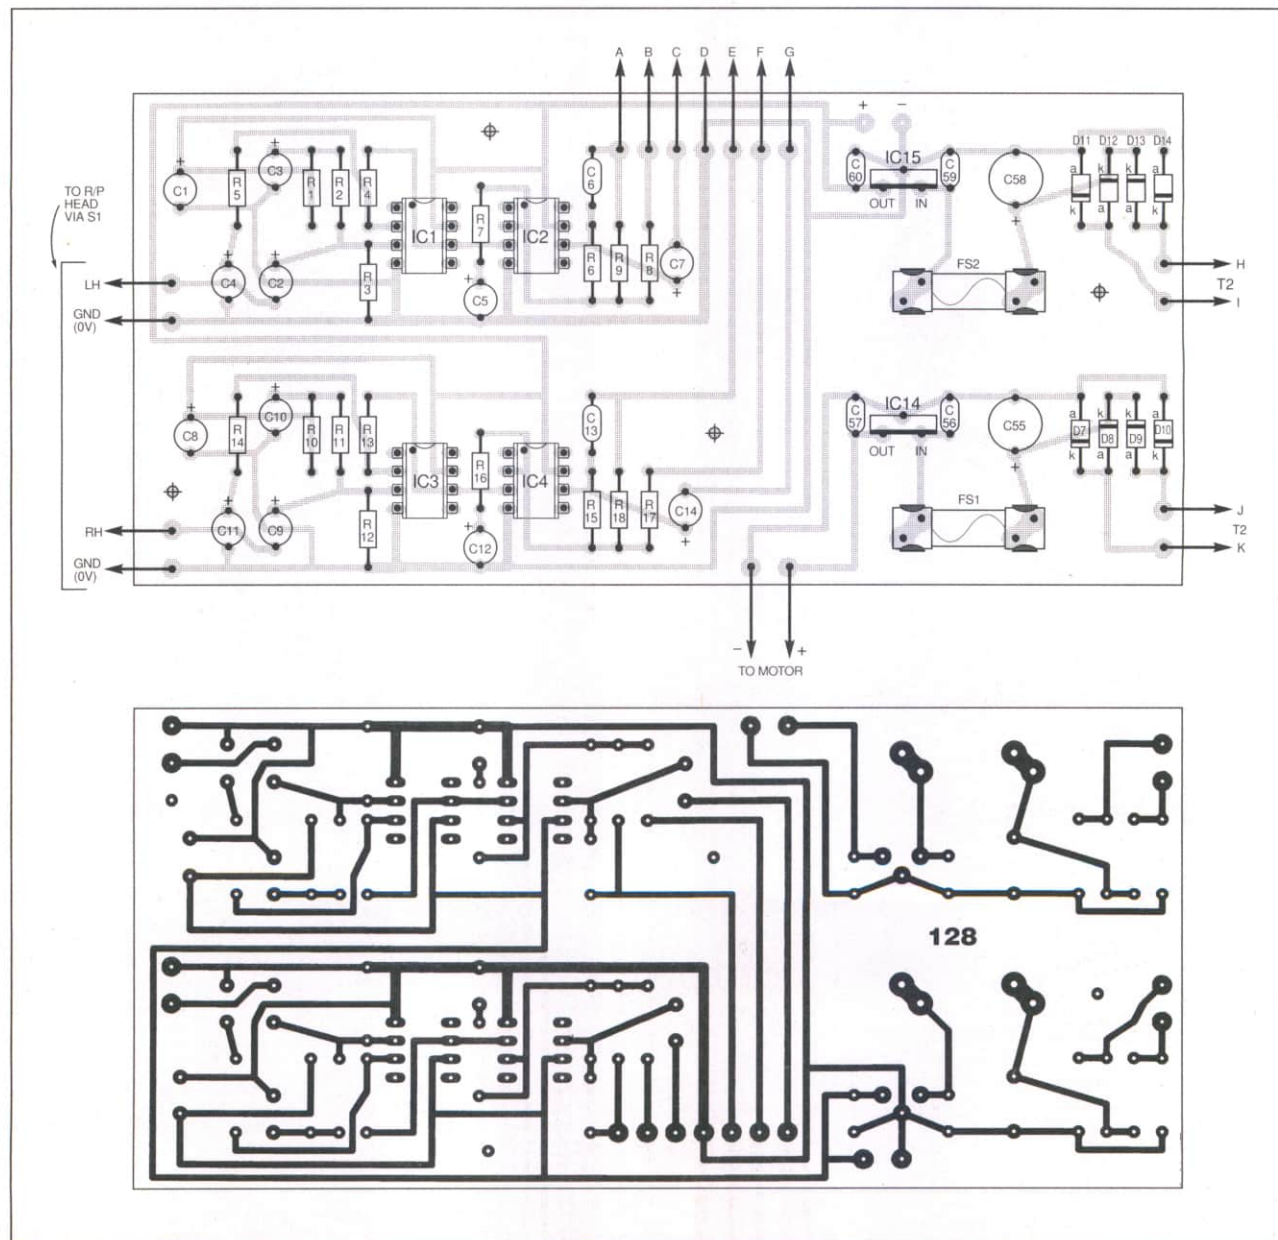 A B C D E F G
+ −
IC15
D11 D12 D13 D14
C60
C59
OUT IN
C58
+
a k k a
k a a k
TO R/P
HEAD
VIA S1
C1 +
R5
C3 +
R1
R2
R4
IC1
R7
IC2
C6
R6
R9
R8
C7
+
C4 +
C2 +
R3
C5 +
LH
GND
(0V)
FS2
H
T2
I
C8 +
R14
C10 +
R10
R11
R13
IC3
R16
IC4
C13
R15
R18
R17
C14
+
C11 +
C9 +
R12
C12 +
RH
GND
(0V)
IC14
C57
C56
OUT IN
C55
+
a k k a
D7 D8 D9 D10
k a a k
FS1
J
T2
K
− +
TO MOTOR
128